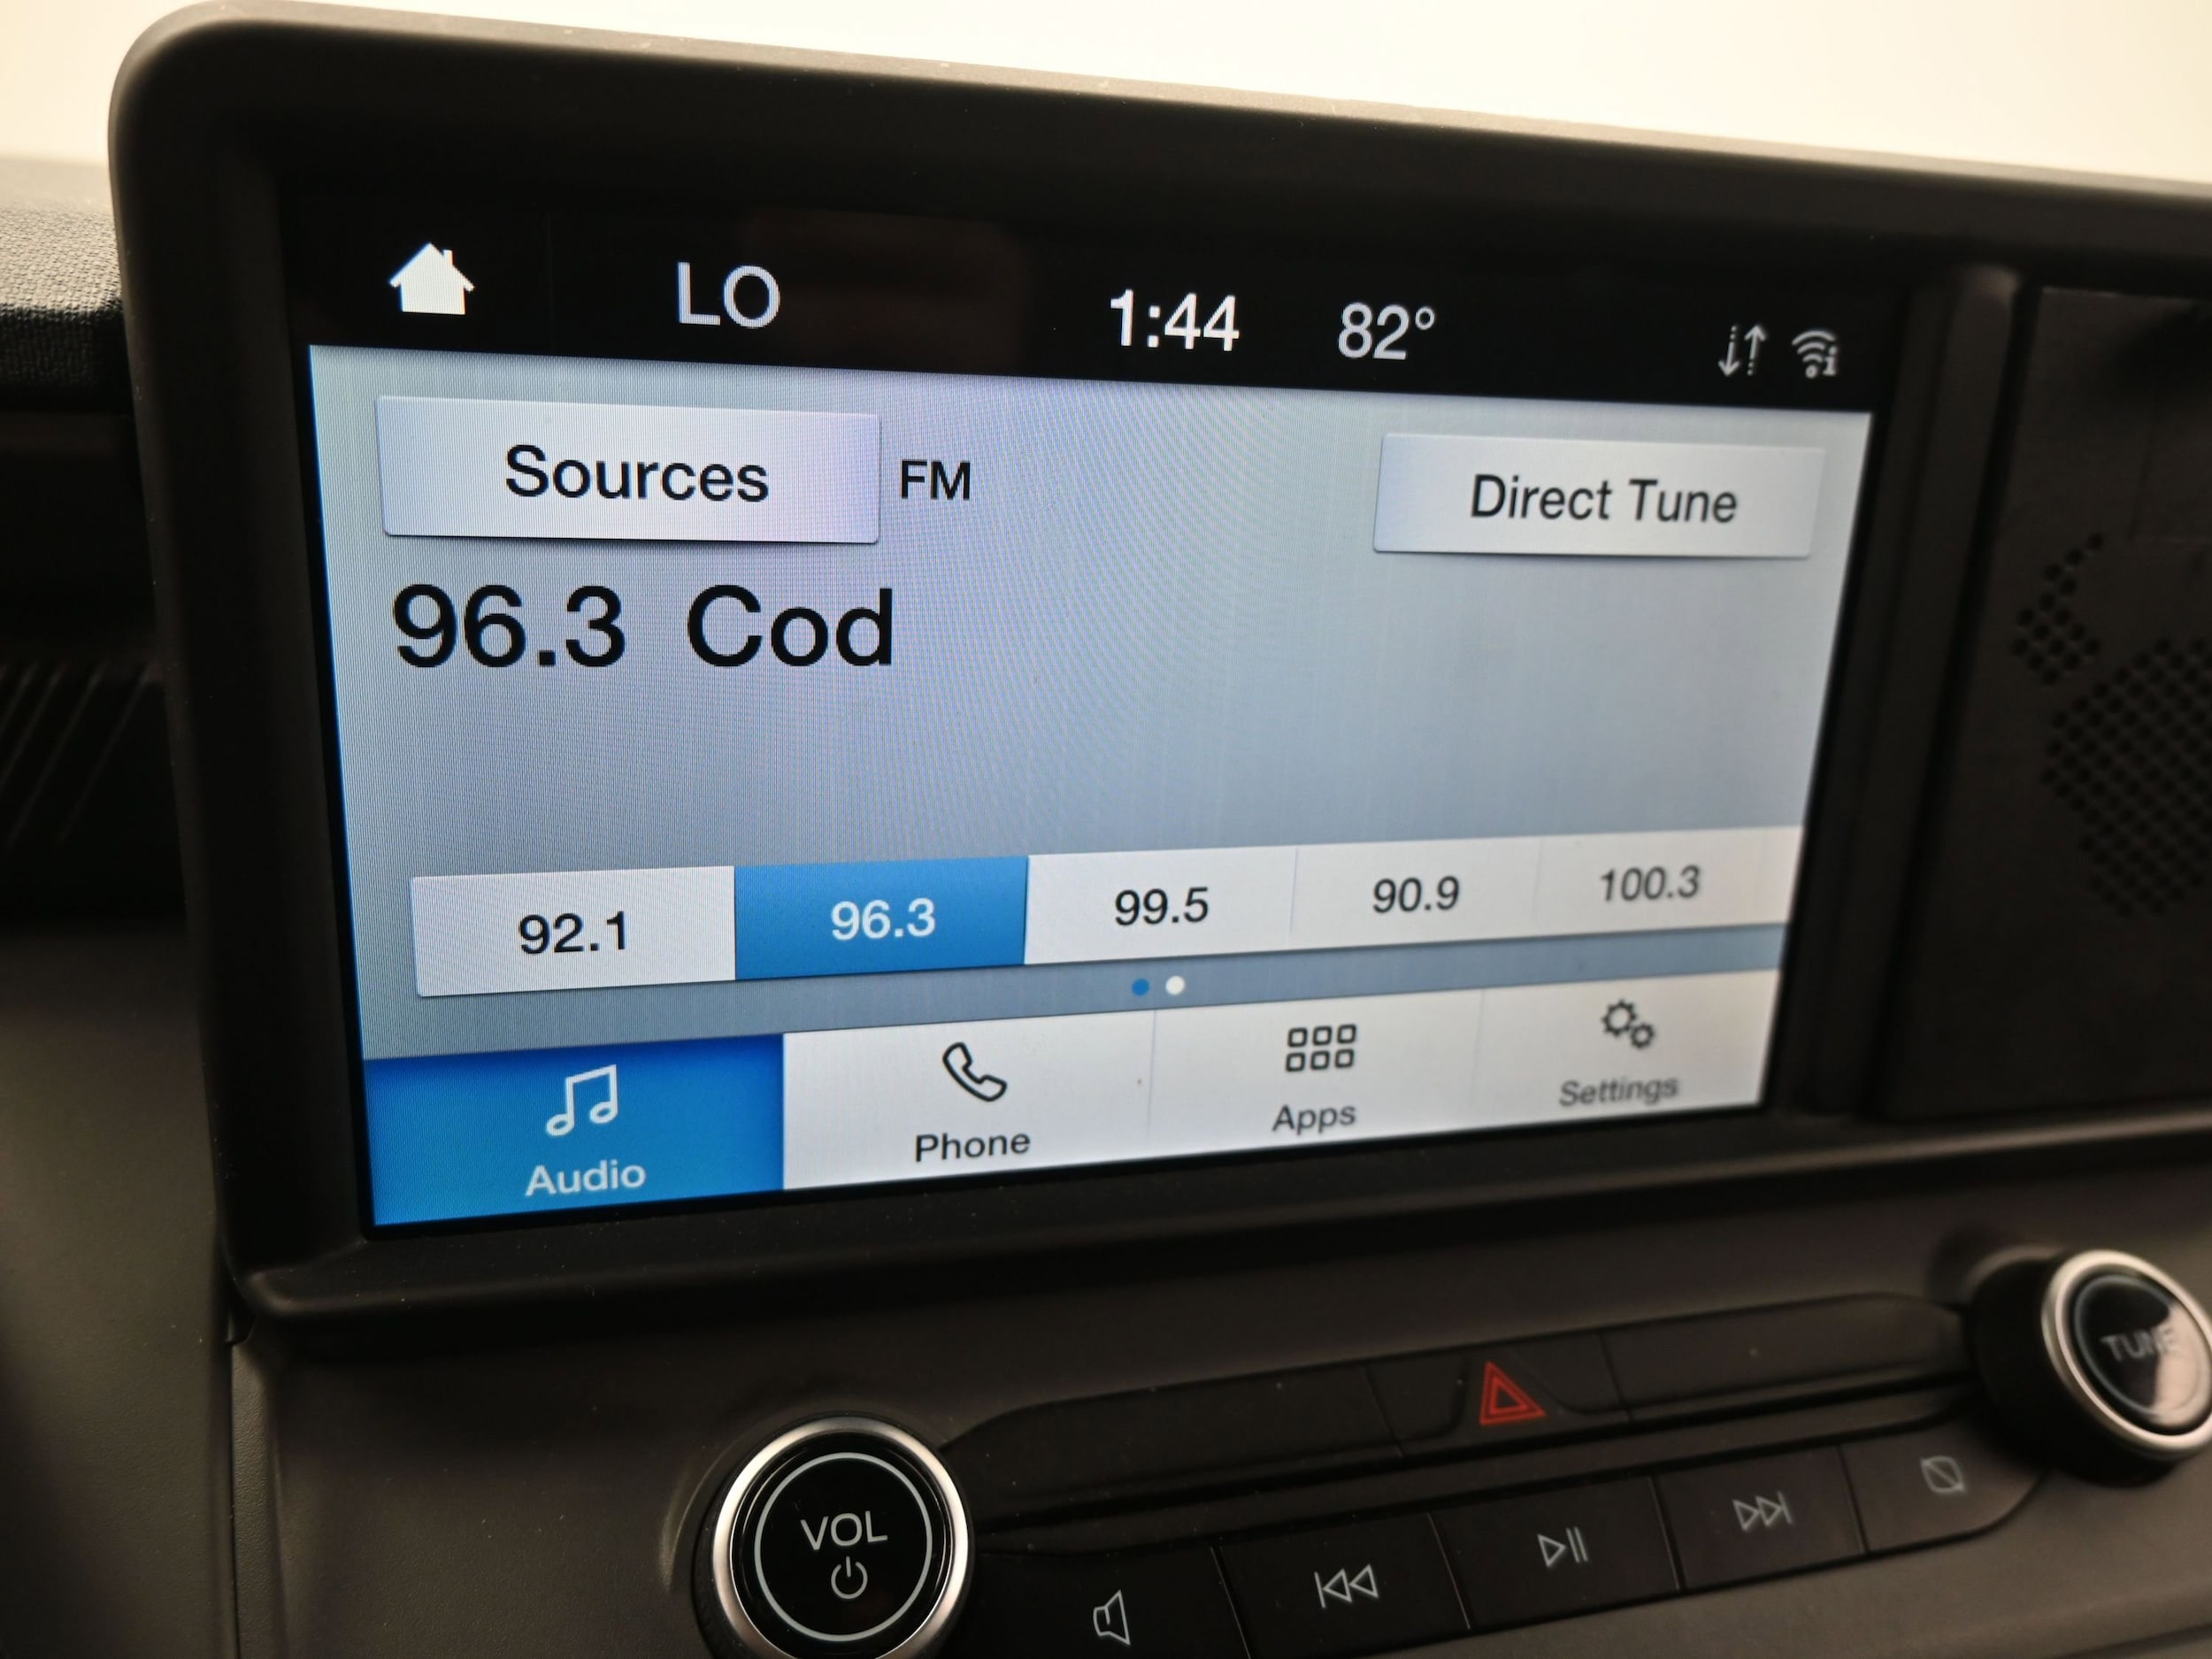 LO 1:44 82°
Sources FM Direct Tune
96.3 Cod
92.1 96.3 99.5 90.9 100.3
Audio Phone Apps Settings
TUNE
VOL